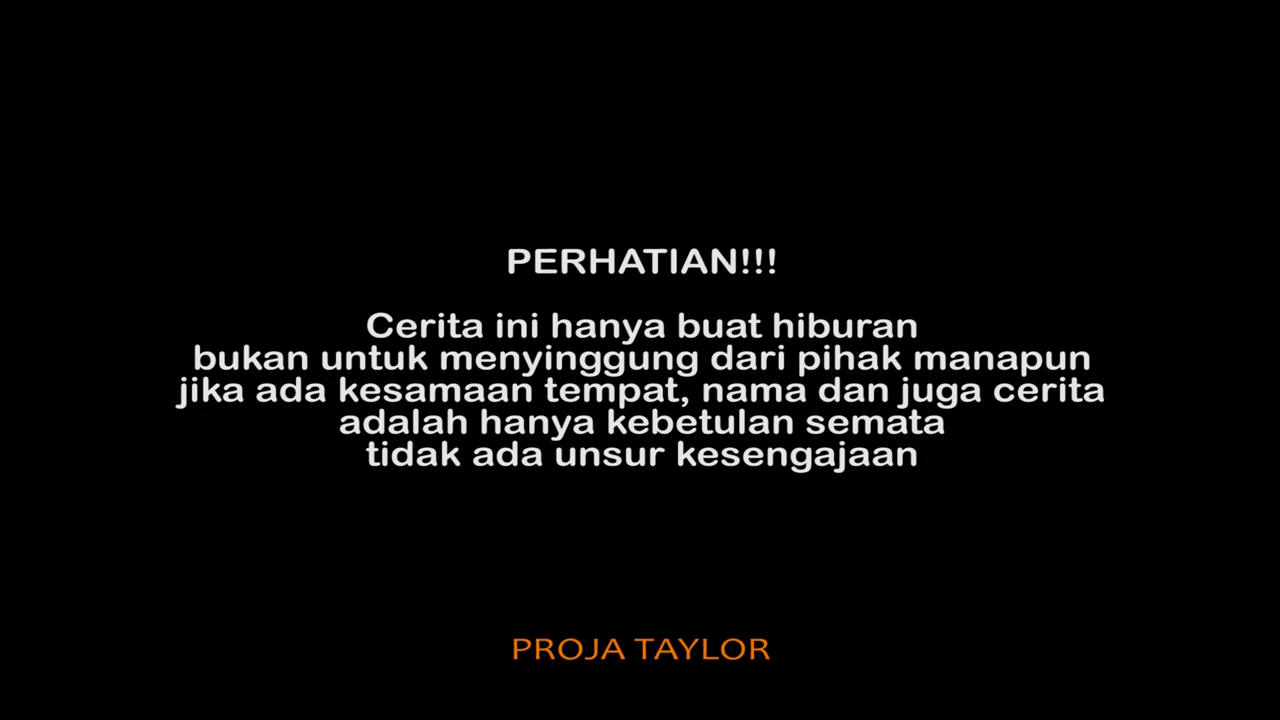 PERHATIAN!!!
Cerita ini hanya buat hiburan
bukan untuk menyinggung dari pihak manapun
jika ada kesamaan tempat, nama dan juga cerita
adalah hanya kebetulan semata
tidak ada unsur kesengajaan
PROJA TAYLOR